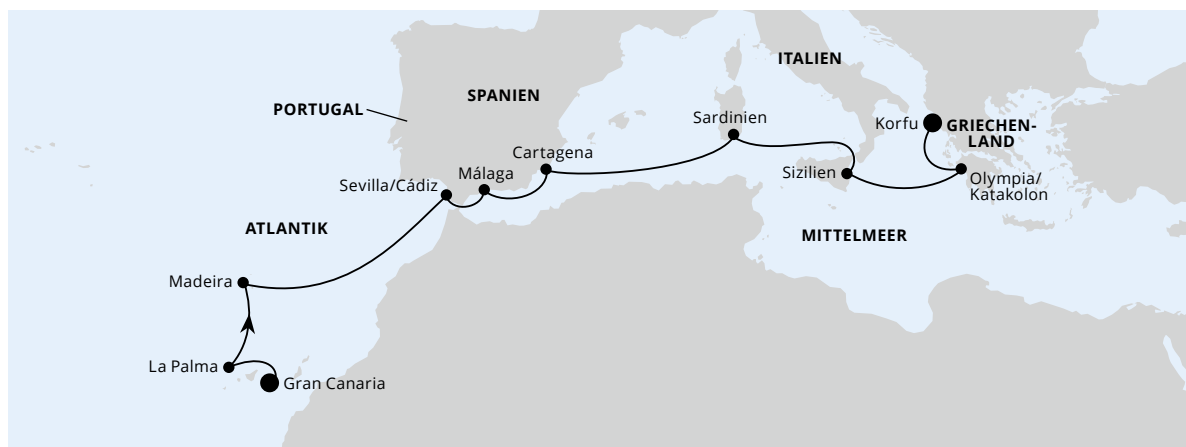 ITALIEN
SPANIEN
PORTUGAL
Sardinien
Korfu
GRIECHEN-
LAND
Cartagena
Málaga
Sizilien
Olympia/
Katakolon
Sevilla/Cádiz
ATLANTIK
MITTELMEER
Madeira
La Palma
Gran Canaria